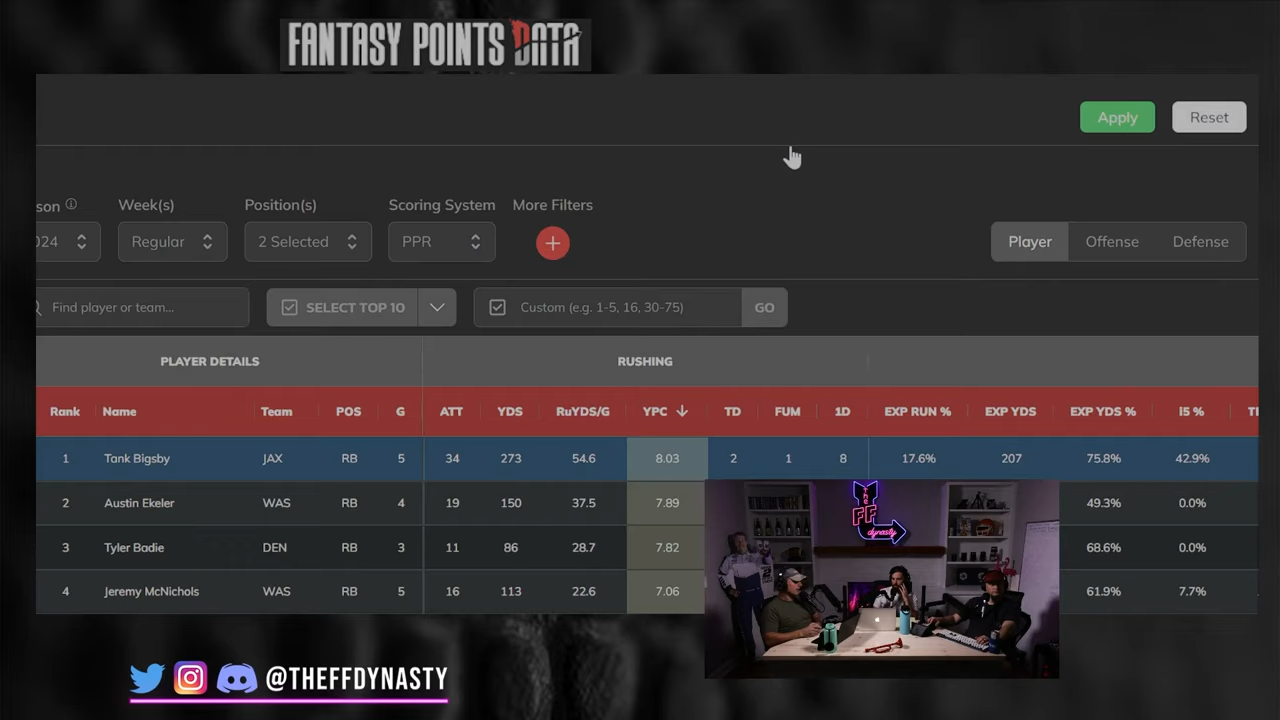 FANTASY POINTS DATA
Apply Reset
son Week(s) Position(s) Scoring System More Filters
024 Regular 2 Selected PPR Player Offense Defense
Find player or team... SELECT TOP 10 Custom (e.g. 1-5, 16, 30-75) GO
PLAYER DETAILS RUSHING
Rank Name Team POS G ATT YDS RuYDS/G YPC TD FUM 1D EXP RUN % EXP YDS EXP YDS % i5 %
1 Tank Bigsby JAX RB 5 34 273 54.6 8.03 2 1 8 17.6% 207 75.8% 42.9%
2 Austin Ekeler WAS RB 4 19 150 37.5 7.89 49.3% 0.0%
3 Tyler Badie DEN RB 3 11 86 28.7 7.82 68.6% 0.0%
4 Jeremy McNichols WAS RB 5 16 113 22.6 7.06 61.9% 7.7%
The
FF
dynasty
@THEFFDYNASTY